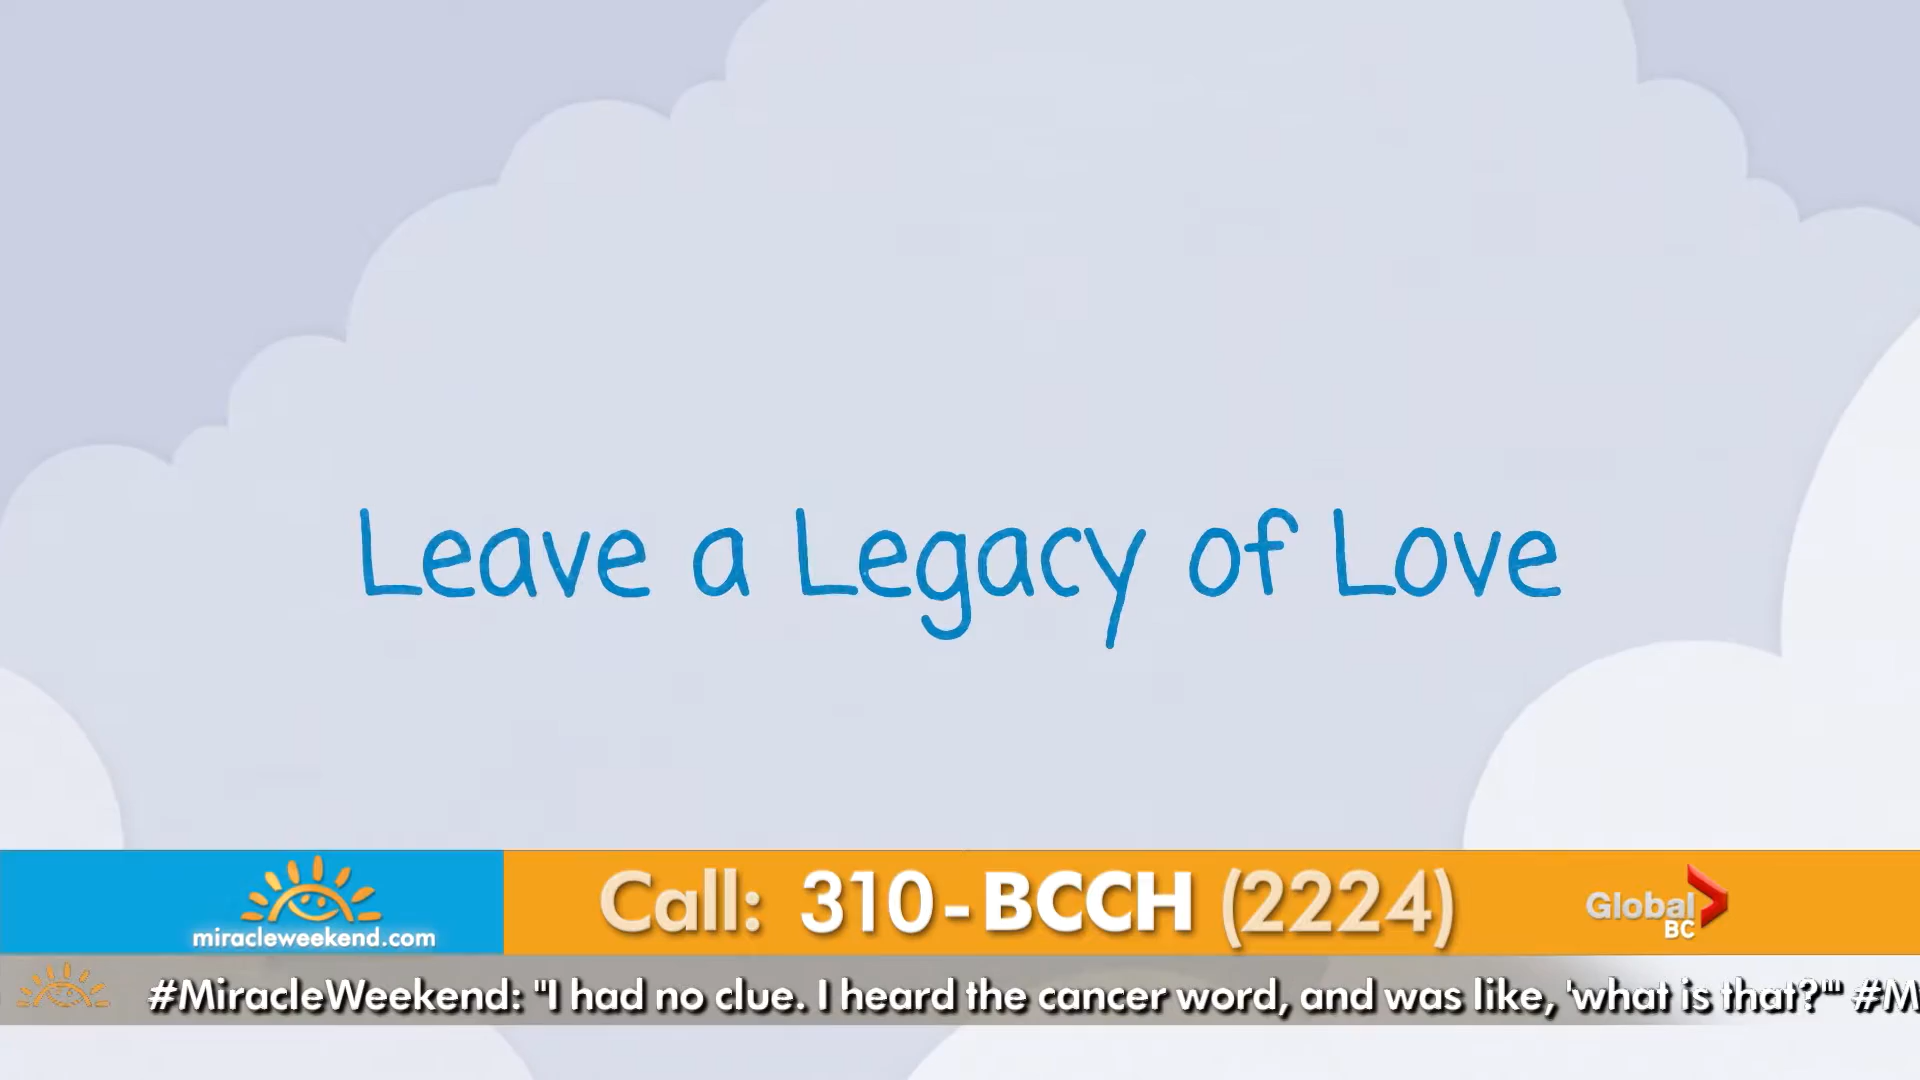 Leave a Legacy of Love
miracleweekend.com
Call: 310-BCCH (2224)
Global
BC
#MiracleWeekend: "I had no clue. I heard the cancer word, and was like, 'what is that?'" #M